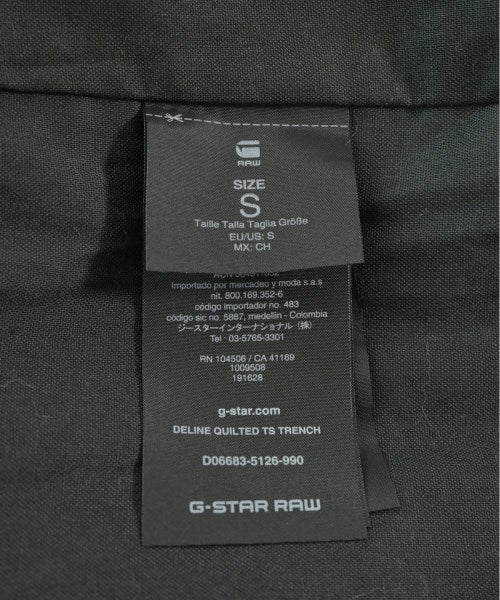 RAW
SIZE
S
Taille Talla Taglia Größe
EU/US: S
MX: CH
importado por mercadeo y moda s.a.s
nit. 800.169.352-6
código importador no. 483
código sic no. 5887, medellin - Colombia
ジースターインターナショナル（株）
Tel : 03-5765-3301
RN 104506 / CA 41169
1009508
191628
g-star.com
DELINE QUILTED TS TRENCH
D06683-5126-990
G-STAR RAW